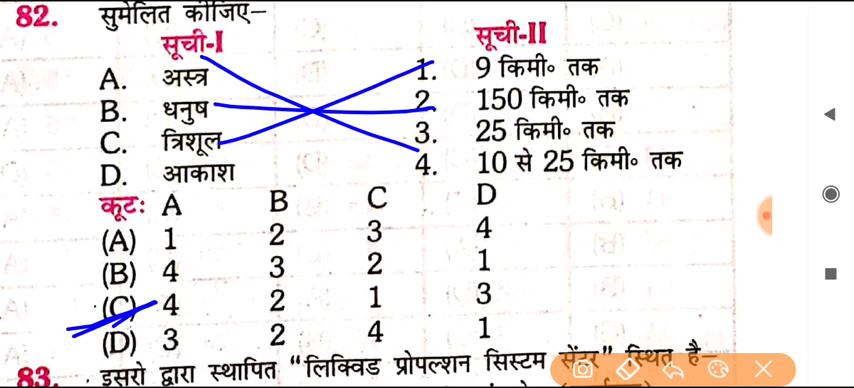 82. सुमेलित कीजिए–
सूची-I सूची-II
A. अस्त्र 1. 9 किमी० तक
B. धनुष 2. 150 किमी० तक
C. त्रिशूल 3. 25 किमी० तक
D. आकाश 4. 10 से 25 किमी० तक
कूटः A B C D
(A) 1 2 3 4
(B) 4 3 2 1
(C) 4 2 1 3
(D) 3 2 4 1
83. इसरो द्वारा स्थापित “लिक्विड प्रोपल्शन सिस्टम सेंटर” स्थित है–